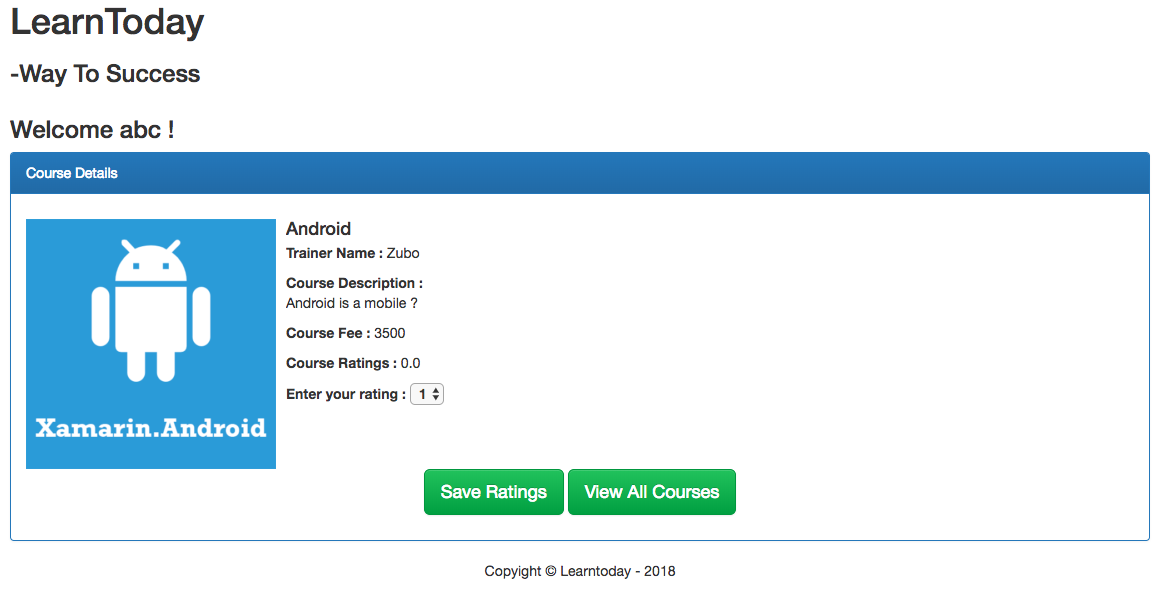 LearnToday
-Way To Success
Welcome abc !
Course Details
Xamarin.Android
Android
Trainer Name : Zubo
Course Description :
Android is a mobile ?
Course Fee : 3500
Course Ratings : 0.0
Enter your rating : 1
Save Ratings View All Courses
Copyight © Learntoday - 2018